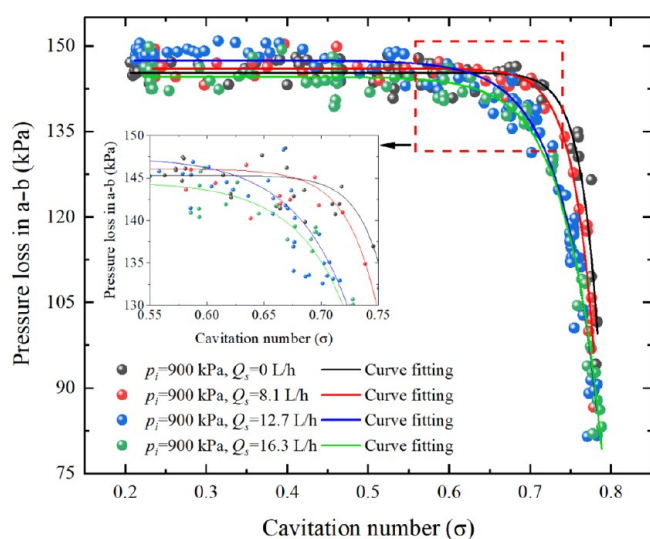 150
135
120
105
90
75
Pressure loss in a-b (kPa)
150
147
145
143
140
137
135
133
130
Pressure loss in a-b (kPa)
0.55 0.60 0.65 0.70 0.75
Cavitation number (σ)
p_i=900 kPa, Q_s=0 L/h Curve fitting
p_i=900 kPa, Q_s=8.1 L/h Curve fitting
p_i=900 kPa, Q_s=12.7 L/h Curve fitting
p_i=900 kPa, Q_s=16.3 L/h Curve fitting
0.2 0.3 0.4 0.5 0.6 0.7 0.8
Cavitation number (σ)